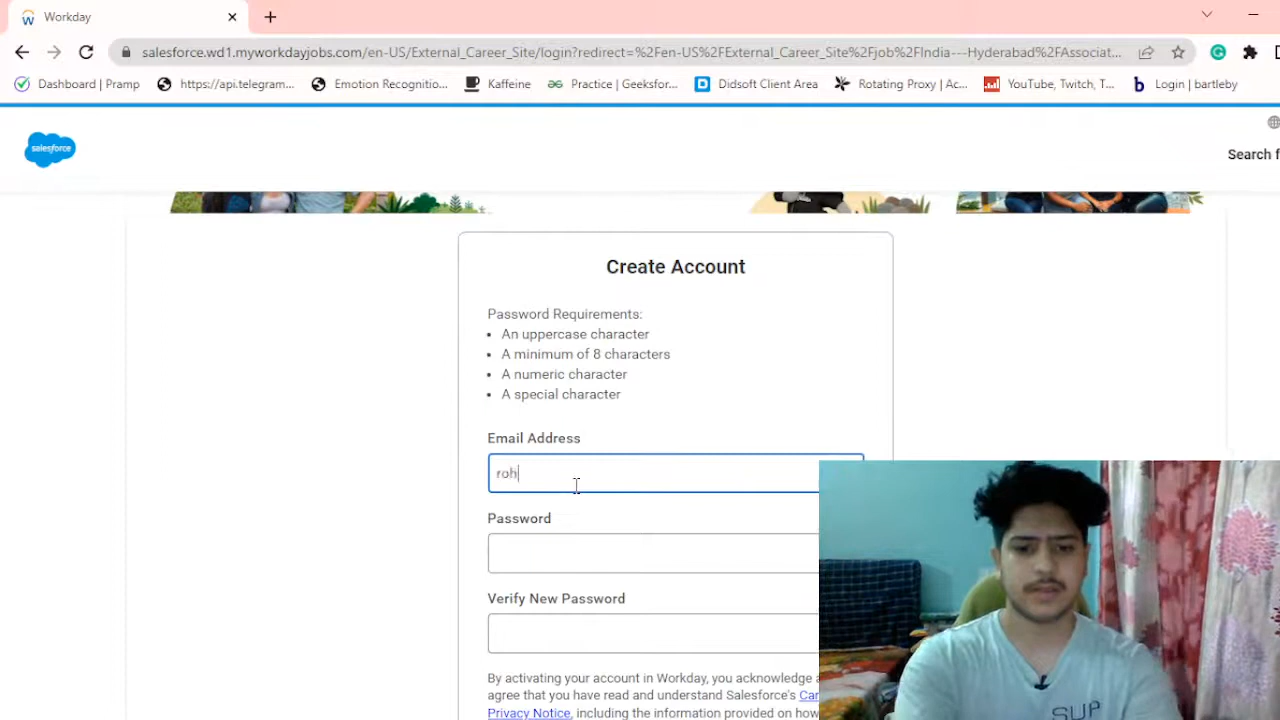 Workday
salesforce.wd1.myworkdayjobs.com/en-US/External_Career_Site/login?redirect=%2Fen-US%2FExternal_Career_Site%2Fjob%2FIndia---Hyderabad%2FAssociat...
Dashboard | Pramp https://api.telegram... Emotion Recognitio... Kaffeine Practice | Geeksfor... Didsoft Client Area Rotating Proxy | Ac... YouTube, Twitch, T... Login | bartleby
salesforce
Search f
Create Account
Password Requirements:
• An uppercase character
• A minimum of 8 characters
• A numeric character
• A special character
Email Address
roh
Password
Verify New Password
By activating your account in Workday, you acknowledge a
agree that you have read and understand Salesforce's Car
Privacy Notice, including the information provided on how
SUP